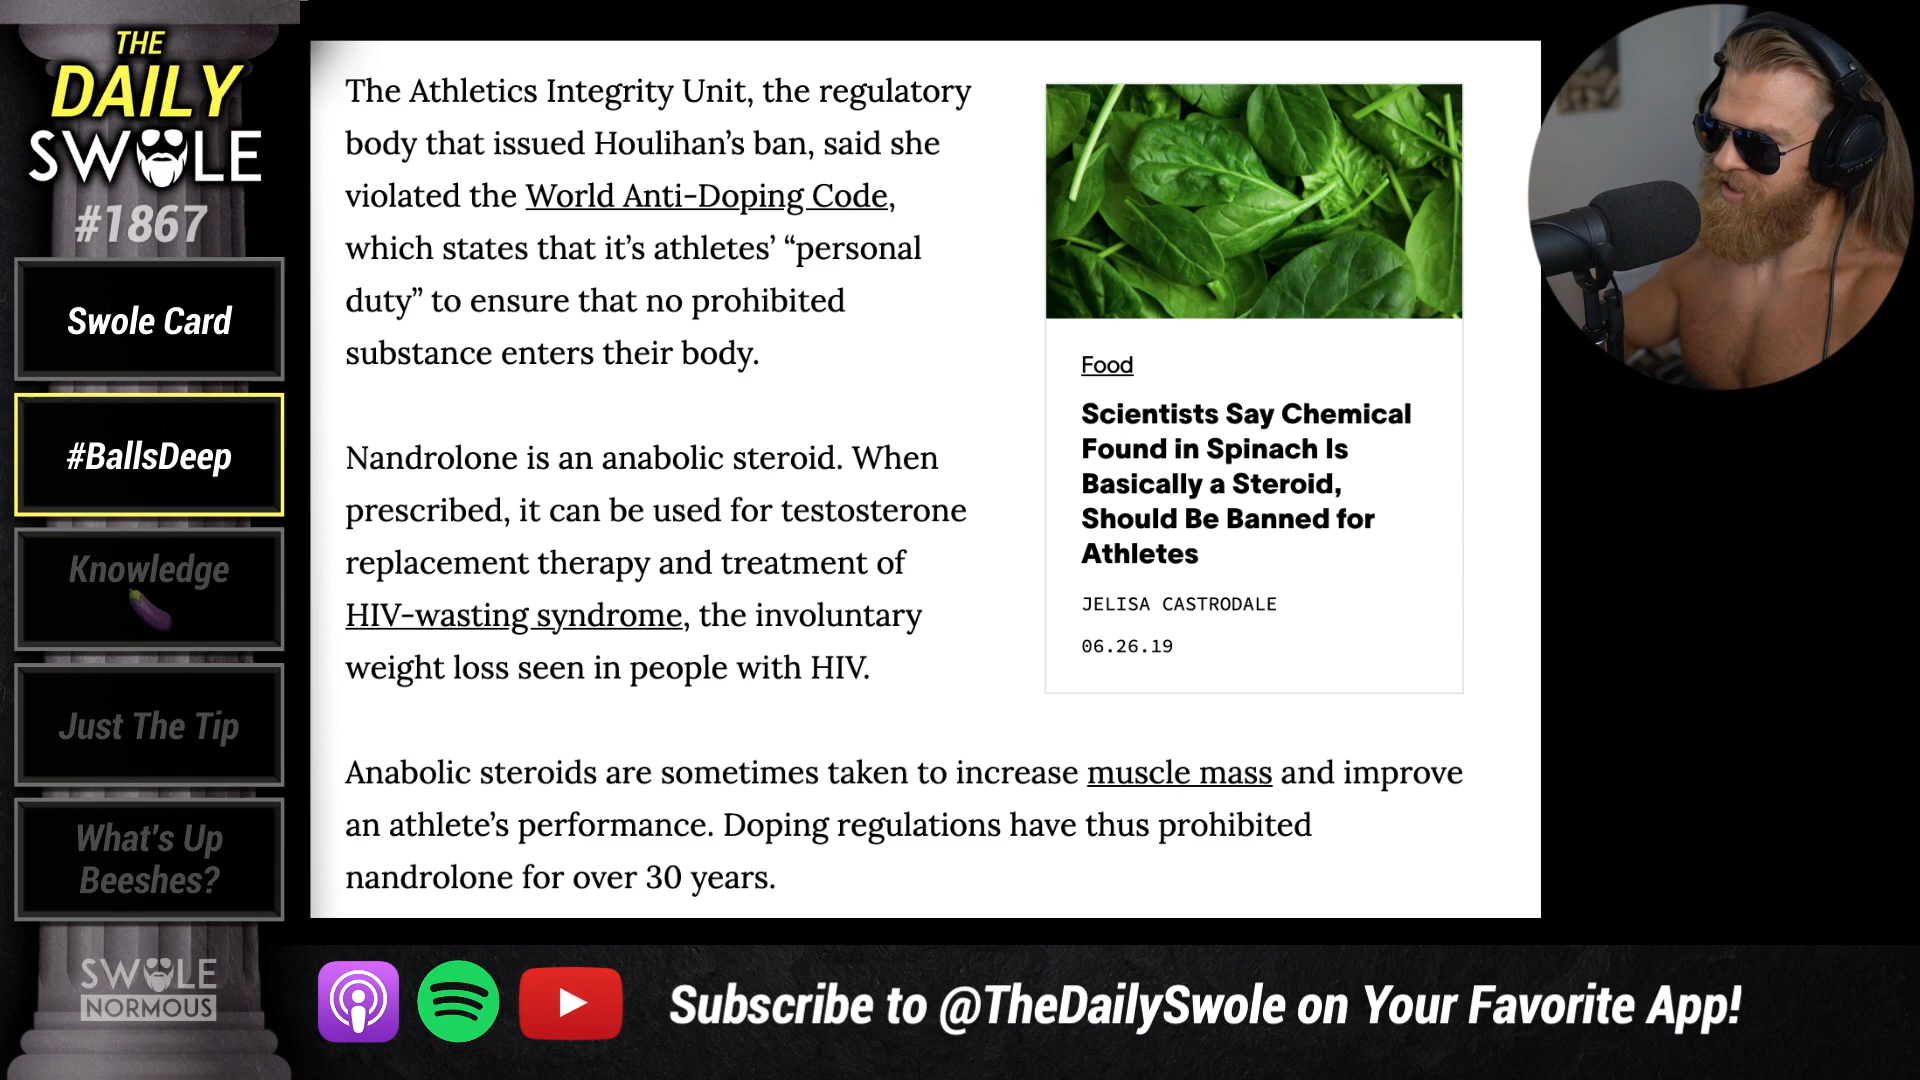 THE
DAILY
SWOLE
#1867
Swole Card
#BallsDeep
Knowledge
Just The Tip
What's Up
Beeshes?
SWOLE
NORMOUS
The Athletics Integrity Unit, the regulatory
body that issued Houlihan’s ban, said she
violated the World Anti-Doping Code,
which states that it’s athletes’ “personal
duty” to ensure that no prohibited
substance enters their body.
Nandrolone is an anabolic steroid. When
prescribed, it can be used for testosterone
replacement therapy and treatment of
HIV-wasting syndrome, the involuntary
weight loss seen in people with HIV.
Anabolic steroids are sometimes taken to increase muscle mass and improve
an athlete’s performance. Doping regulations have thus prohibited
nandrolone for over 30 years.
Food
Scientists Say Chemical
Found in Spinach Is
Basically a Steroid,
Should Be Banned for
Athletes
JELISA CASTRODALE
06.26.19
Subscribe to @TheDailySwole on Your Favorite App!